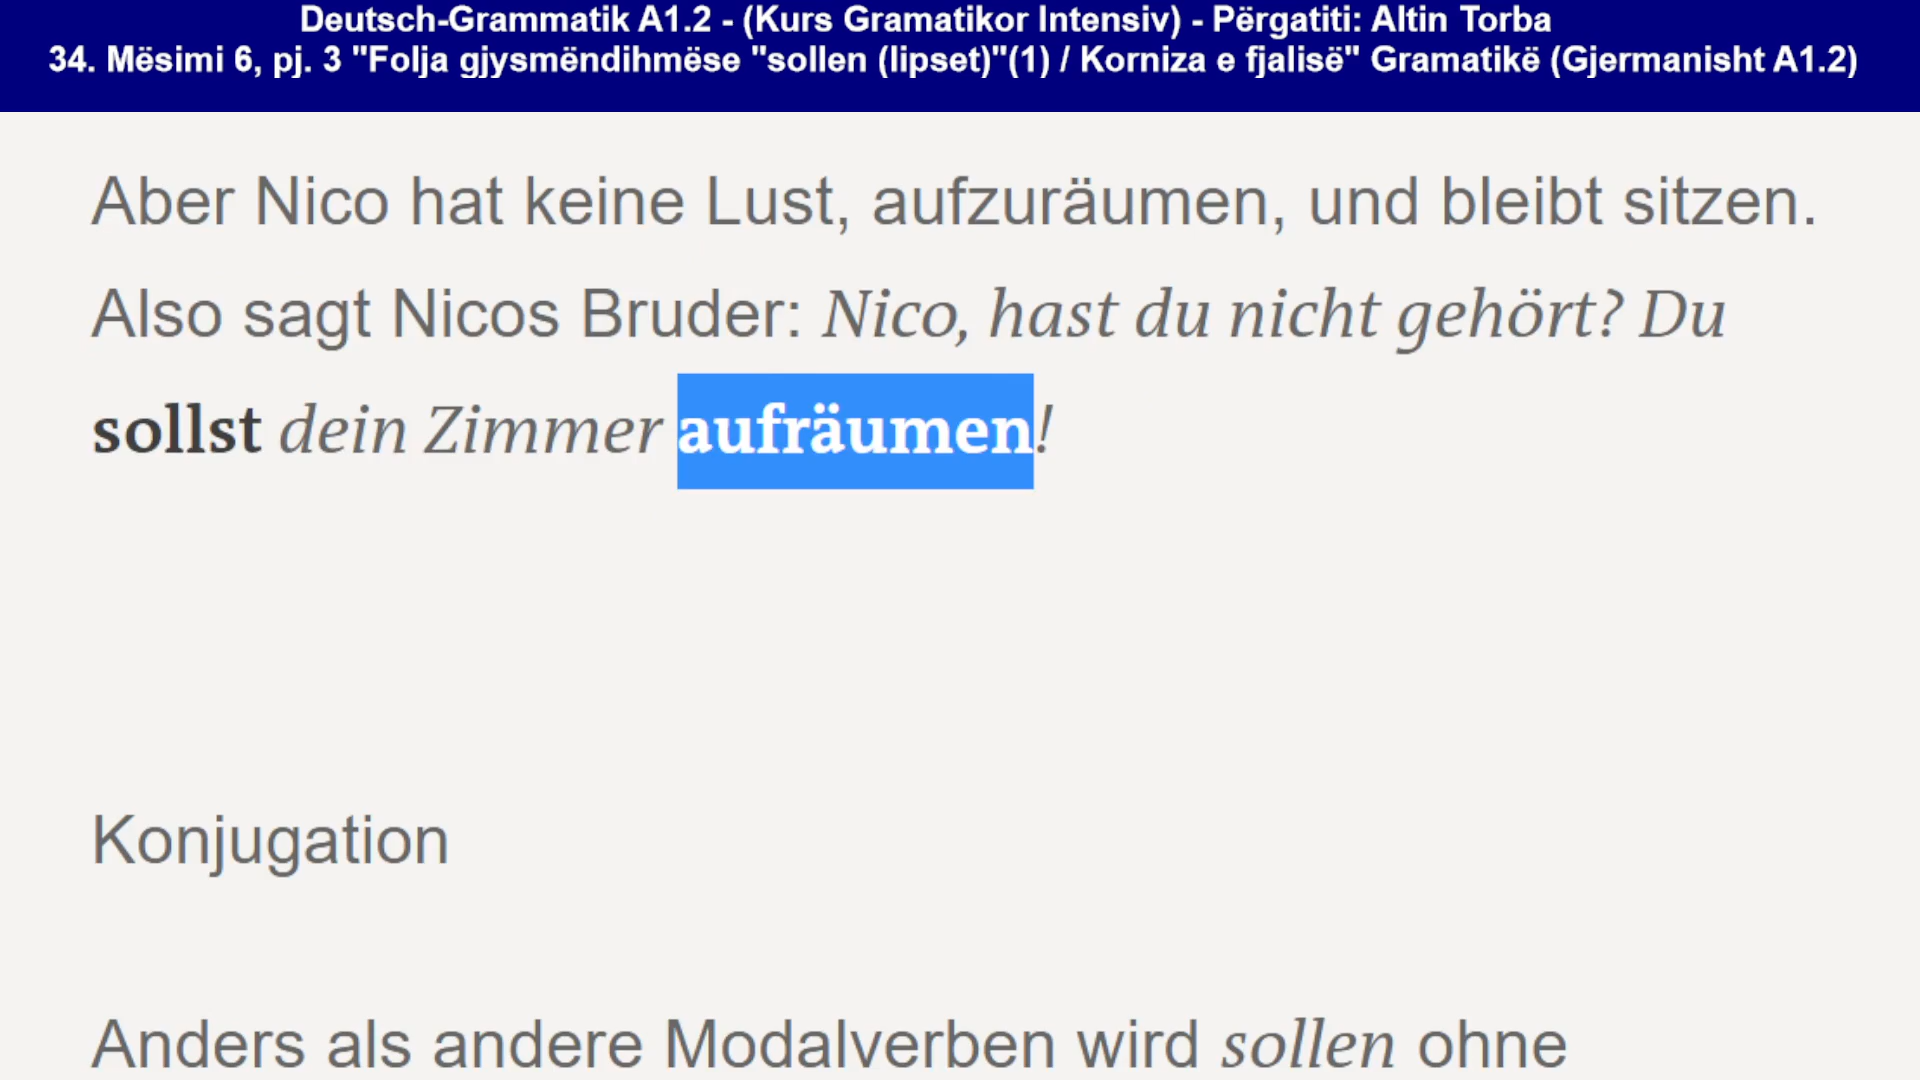 Deutsch-Grammatik A1.2 - (Kurs Gramatikor Intensiv) - Përgatiti: Altin Torba
34. Mësimi 6, pj. 3 "Folja gjysmëndihmëse "sollen (lipset)"(1) / Korniza e fjalisë" Gramatikë (Gjermanisht A1.2)
Aber Nico hat keine Lust, aufzuräumen, und bleibt sitzen.
Also sagt Nicos Bruder: Nico, hast du nicht gehört? Du
sollst dein Zimmer aufräumen!
Konjugation
Anders als andere Modalverben wird sollen ohne